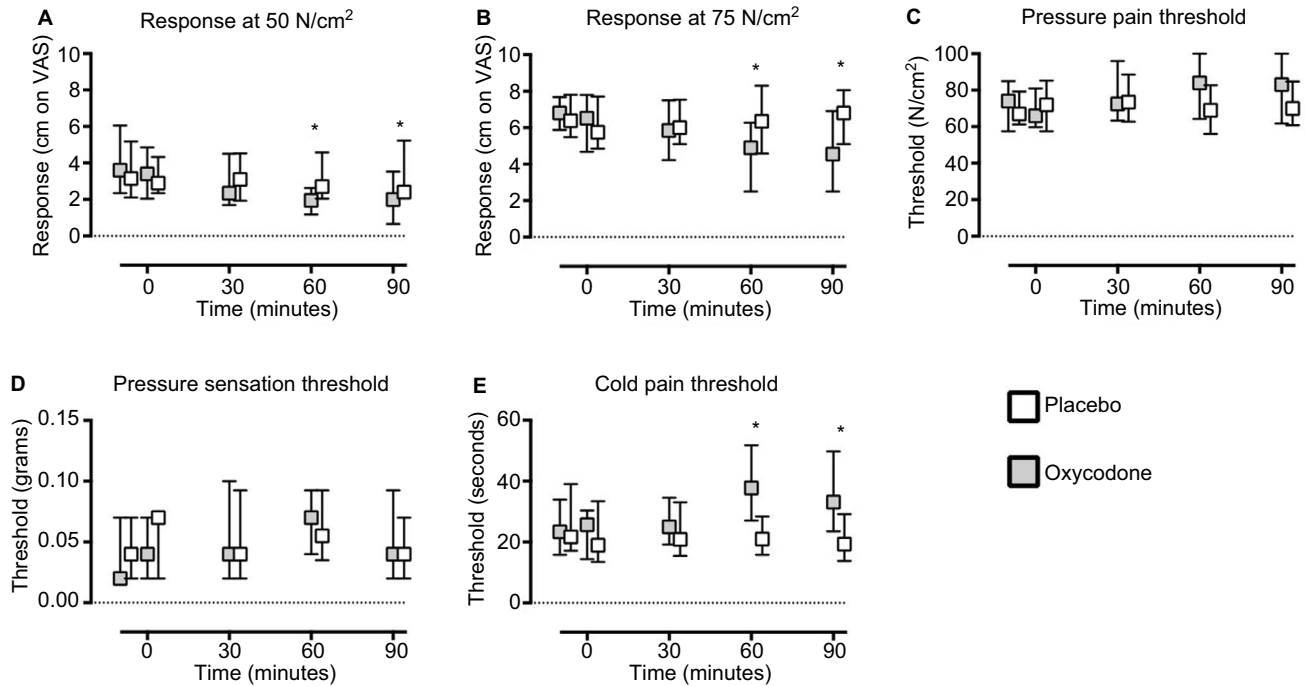 A Response at 50 N/cm²
Response (cm on VAS)
10
8
6
4
2
0
* *
0 30 60 90
Time (minutes)
B Response at 75 N/cm²
Response (cm on VAS)
10
8
6
4
2
0
* *
0 30 60 90
Time (minutes)
C Pressure pain threshold
Threshold (N/cm²)
100
80
60
40
20
0
0 30 60 90
Time (minutes)
D Pressure sensation threshold
Threshold (grams)
0.15
0.10
0.05
0.00
0 30 60 90
Time (minutes)
E Cold pain threshold
Threshold (seconds)
60
40
20
0
* *
0 30 60 90
Time (minutes)
Placebo
Oxycodone